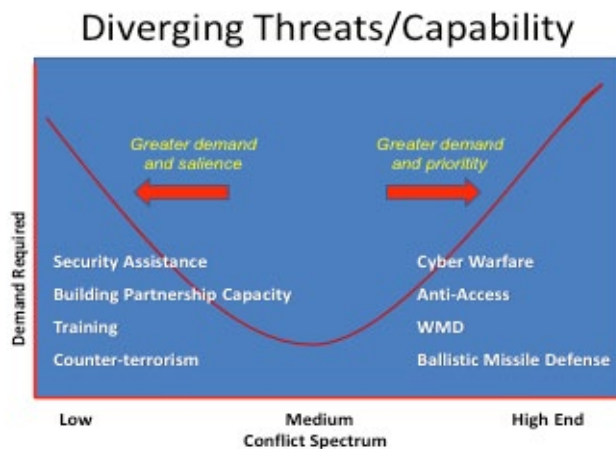 Diverging Threats/Capability
Greater demand
and salience
Greater demand
and prioritity
Demand Required
Security Assistance
Building Partnership Capacity
Training
Counter-terrorism
Cyber Warfare
Anti-Access
WMD
Ballistic Missile Defense
Low
Medium
High End
Conflict Spectrum